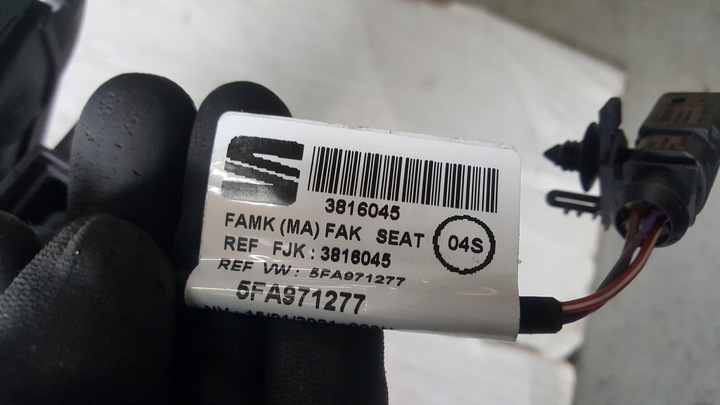 3816045
FAMK (MA) FAK SEAT
04S
REF FJK : 3816045
REF VW : 5FA971277
5FA971277